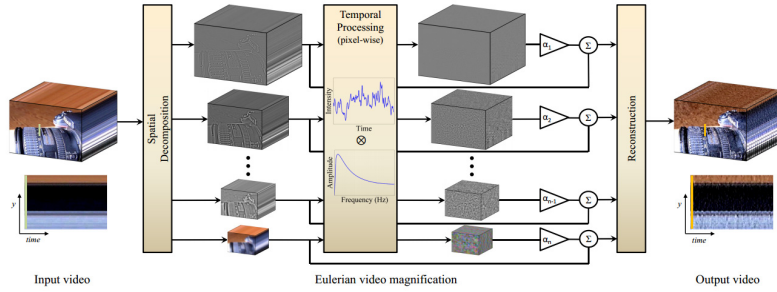 Temporal
Processing
(pixel-wise)
α1
Σ
Spatial
Decomposition
Intensity
Time
⊗
α2
Σ
Reconstruction
Amplitude
Frequency (Hz)
αn-1
Σ
αn
Σ
y
time
y
time
Input video
Eulerian video magnification
Output video